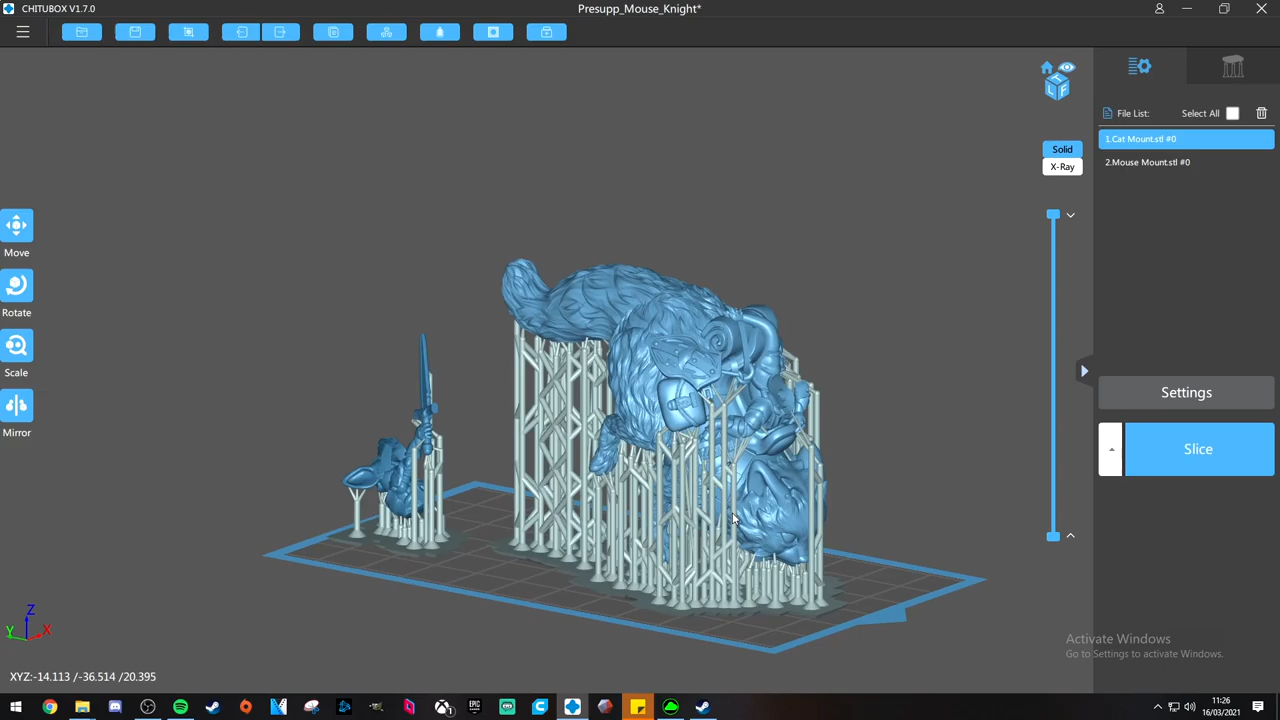 CHITUBOX V1.7.0
Presupp_Mouse_Knight*
File List:
Select All
1.Cat Mount.stl #0
2.Mouse Mount.stl #0
Solid
X-Ray
Move
Rotate
Scale
Mirror
Settings
Slice
T
L F
Z
Y
X
Activate Windows
Go to Settings to activate Windows.
XYZ:-14.113 /-36.514 /20.395
11:26
16/03/2021